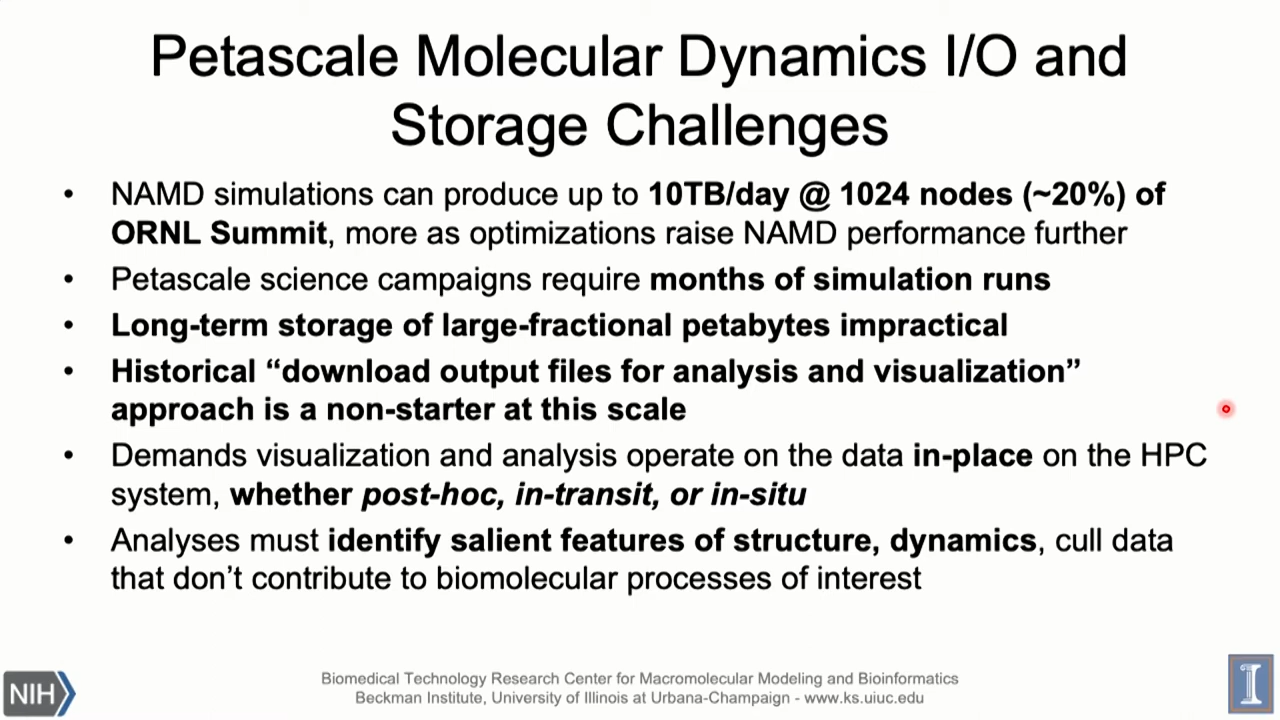 Petascale Molecular Dynamics I/O and
Storage Challenges
• NAMD simulations can produce up to 10TB/day @ 1024 nodes (~20%) of
ORNL Summit, more as optimizations raise NAMD performance further
• Petascale science campaigns require months of simulation runs
• Long-term storage of large-fractional petabytes impractical
• Historical “download output files for analysis and visualization”
approach is a non-starter at this scale
• Demands visualization and analysis operate on the data in-place on the HPC
system, whether post-hoc, in-transit, or in-situ
• Analyses must identify salient features of structure, dynamics, cull data
that don’t contribute to biomolecular processes of interest
NIH
Biomedical Technology Research Center for Macromolecular Modeling and Bioinformatics
Beckman Institute, University of Illinois at Urbana-Champaign - www.ks.uiuc.edu
I